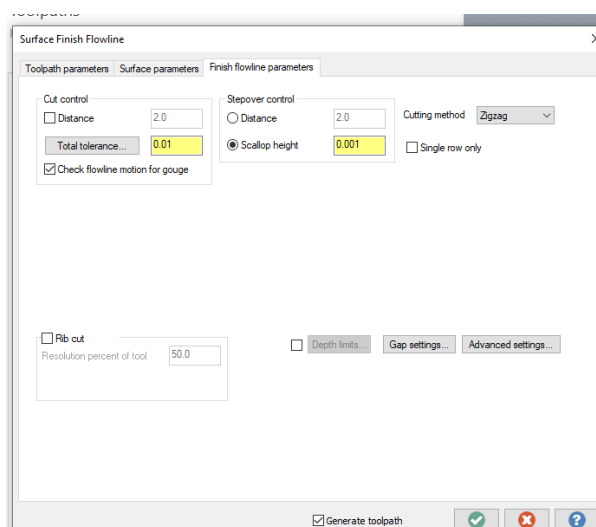 Toolpaths
Surface Finish Flowline
Toolpath parameters Surface parameters Finish flowline parameters
Cut control
Distance 2.0
Total tolerance... 0.01
Check flowline motion for gouge
Stepover control
Distance 2.0
Scallop height 0.001
Cutting method Zigzag
Single row only
Rib cut
Resolution percent of tool 50.0
Depth limits... Gap settings... Advanced settings...
Generate toolpath